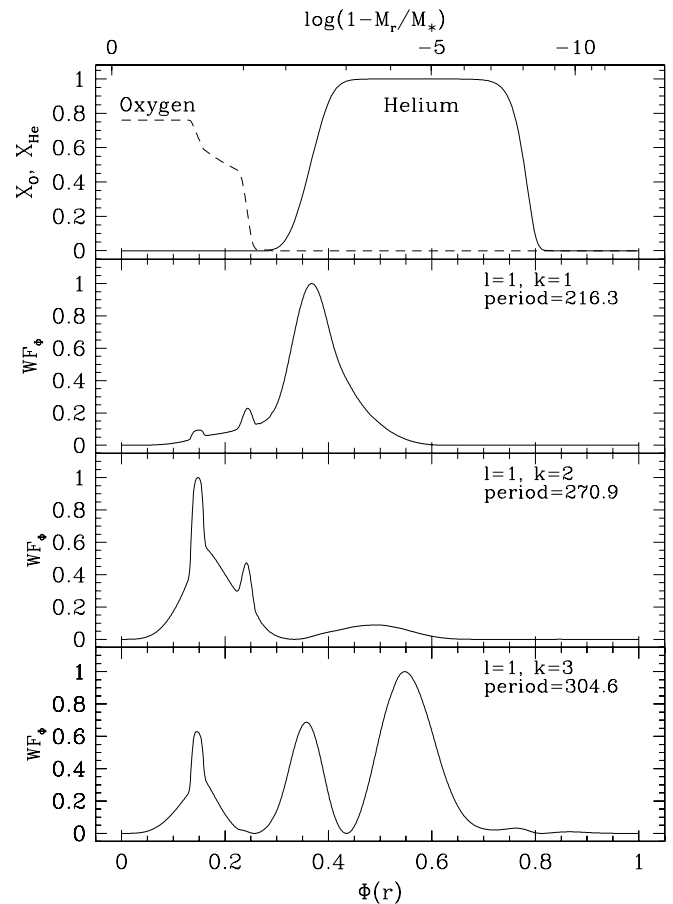 log(1−M_r/M_*)
0 −5 −10
1
0.8
0.6
0.4
0.2
0
X_O, X_He
Oxygen
Helium
1
0.8
0.6
0.4
0.2
0
WF_Φ
l=1, k=1
period=216.3
1
0.8
0.6
0.4
0.2
0
WF_Φ
l=1, k=2
period=270.9
1
0.8
0.6
0.4
0.2
0
WF_Φ
l=1, k=3
period=304.6
0 0.2 0.4 0.6 0.8 1
Φ(r)